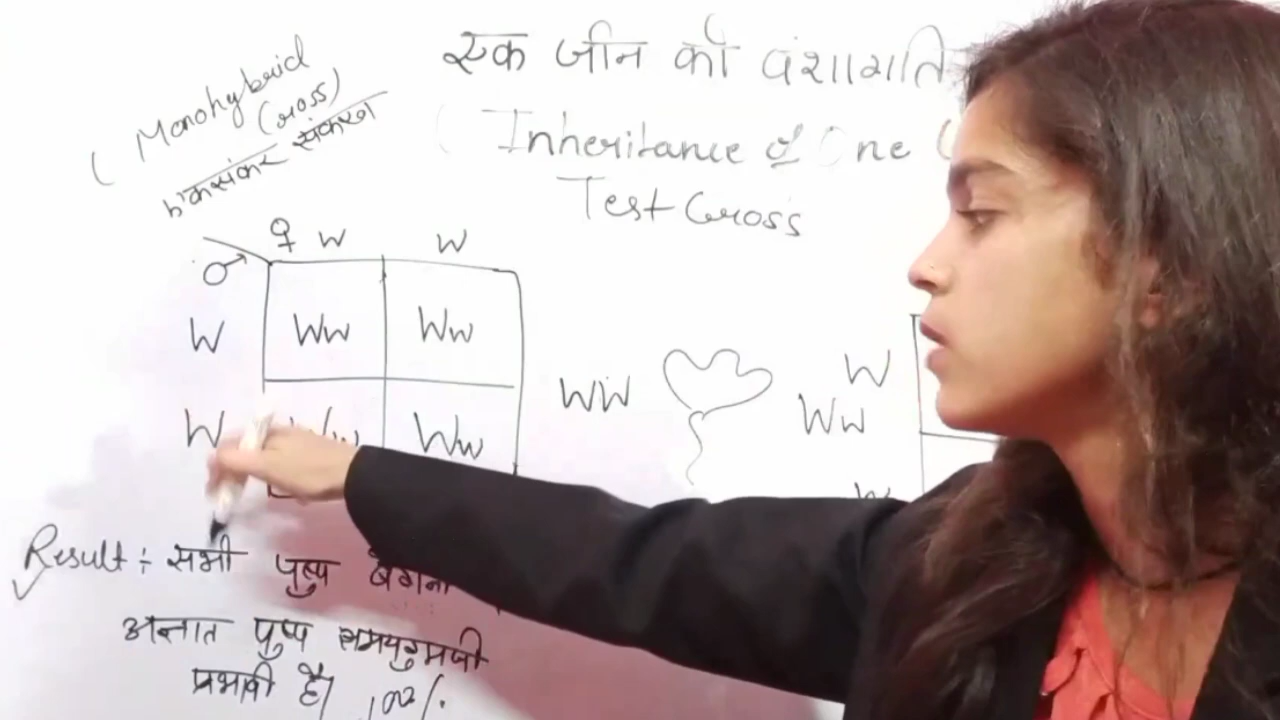 एक जीन की वंशागति
( Inheritance of One
Test Cross
( Monohybrid
Cross)
एकसंकर संकरण
♀ w w
♂
W Ww Ww
W Ww Ww
WW
W
Ww
w
Result :- सभी पुष्प बैंगनी
अज्ञात पुष्प समयुग्मजी
प्रभावी है| 100%.